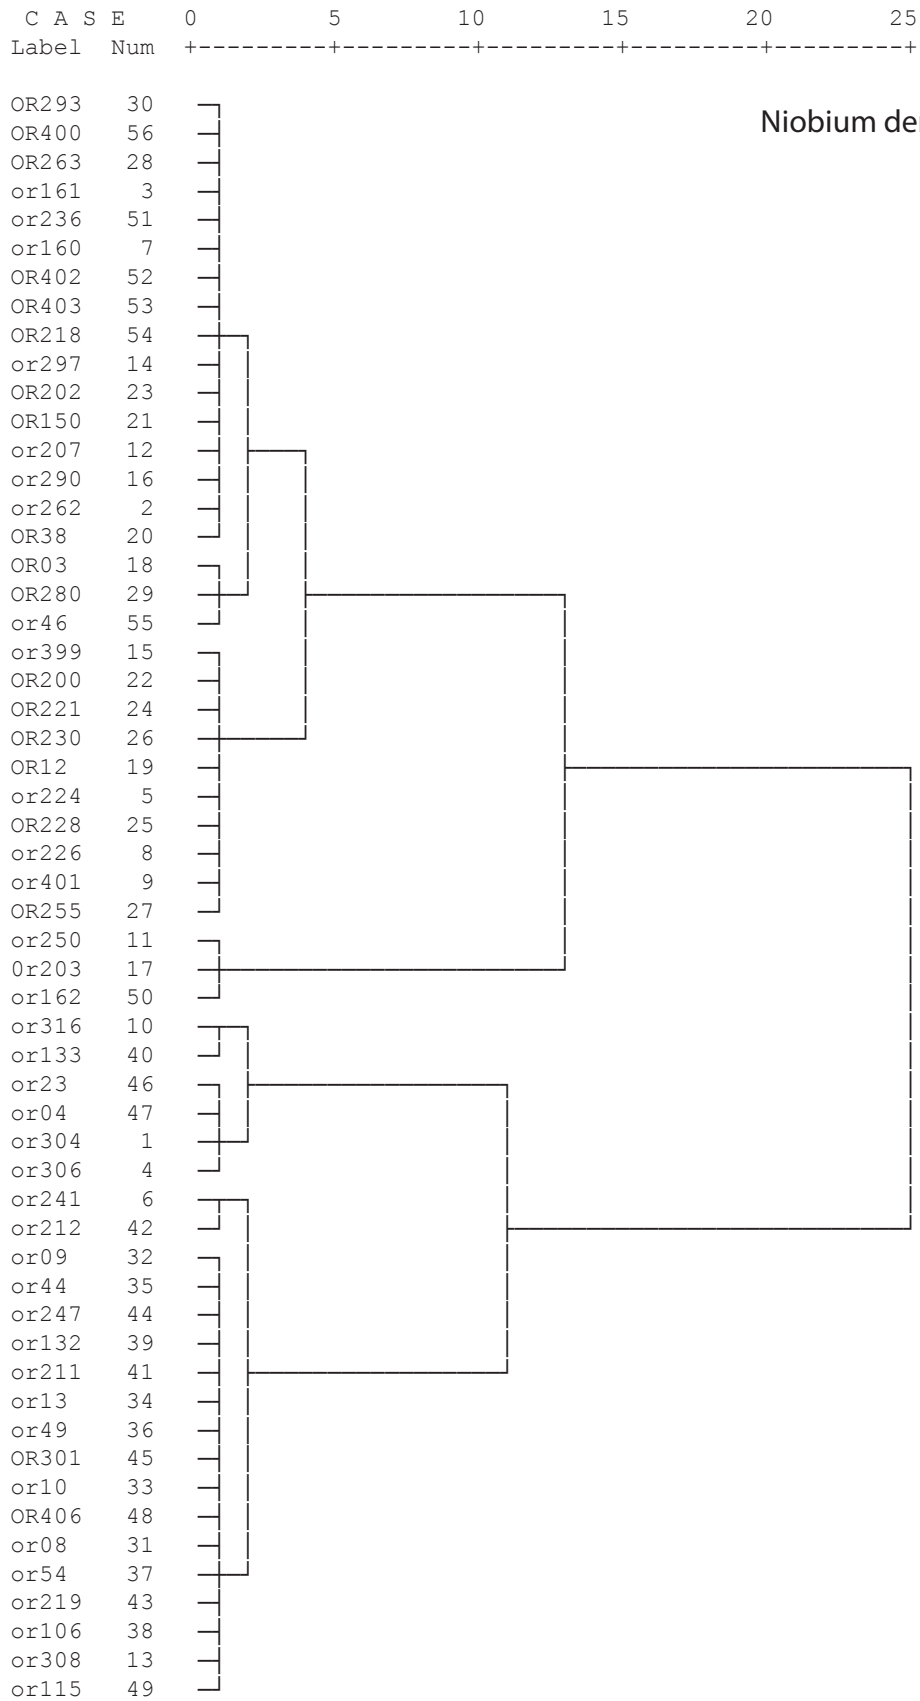 C A S E 0 5 10 15 20 25
Label Num +---------+---------+---------+---------+---------+
OR293 30
Niobium de
OR400 56
OR263 28
or161 3
or236 51
or160 7
OR402 52
OR403 53
OR218 54
or297 14
OR202 23
OR150 21
or207 12
or290 16
or262 2
OR38 20
OR03 18
OR280 29
or46 55
or399 15
OR200 22
OR221 24
OR230 26
OR12 19
or224 5
OR228 25
or226 8
or401 9
OR255 27
or250 11
0r203 17
or162 50
or316 10
or133 40
or23 46
or04 47
or304 1
or306 4
or241 6
or212 42
or09 32
or44 35
or247 44
or132 39
or211 41
or13 34
or49 36
OR301 45
or10 33
OR406 48
or08 31
or54 37
or219 43
or106 38
or308 13
or115 49